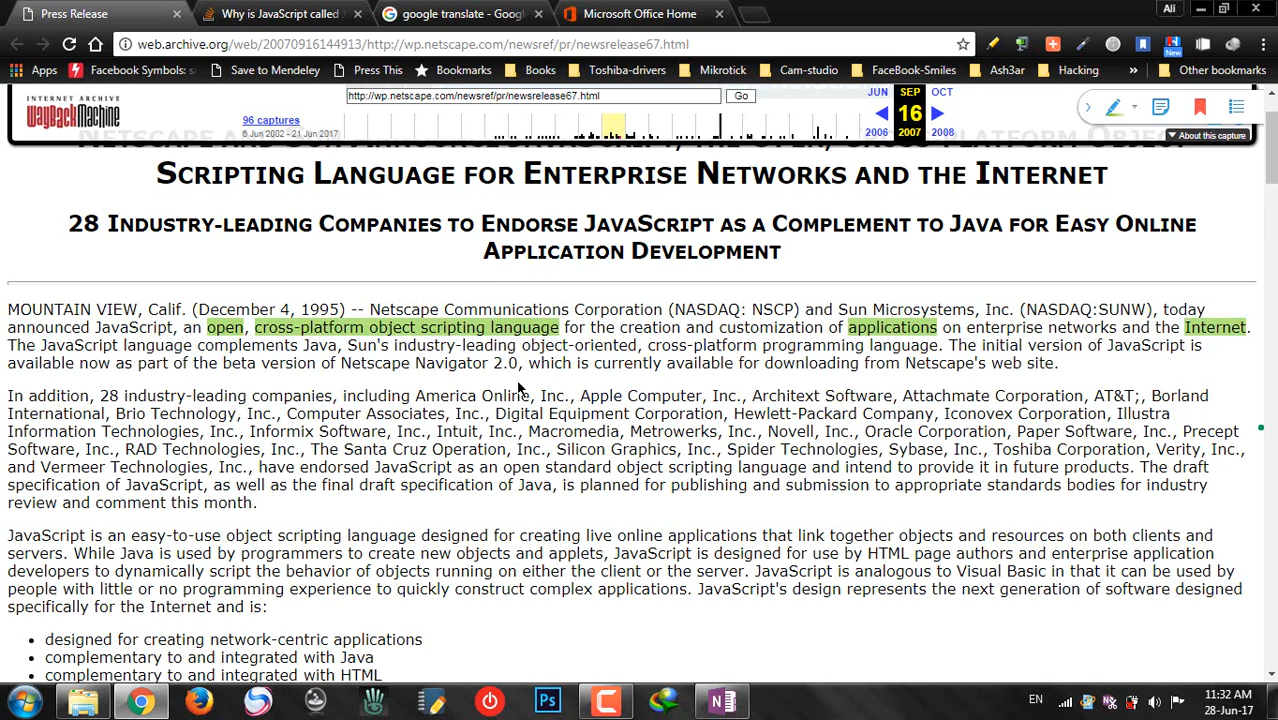 Press Release
Why is JavaScript called J
google translate - Goog
Microsoft Office Home
Ali
web.archive.org/web/20070916144913/http://wp.netscape.com/newsref/pr/newsrelease67.html
New
Apps
Facebook Symbols: s
Save to Mendeley
Press This
Bookmarks
Books
Toshiba-drivers
Mikrotick
Cam-studio
FaceBook-Smiles
Ash3ar
Hacking
»
Other bookmarks
INTERNET ARCHIVE
WayBackMachine
http://wp.netscape.com/newsref/pr/newsrelease67.html
Go
JUN SEP OCT
96 captures
16
6 Jun 2002 - 21 Jun 2017
2006 2007 2008
About this capture
SCRIPTING LANGUAGE FOR ENTERPRISE NETWORKS AND THE INTERNET
28 INDUSTRY-LEADING COMPANIES TO ENDORSE JAVASCRIPT AS A COMPLEMENT TO JAVA FOR EASY ONLINE
APPLICATION DEVELOPMENT
MOUNTAIN VIEW, Calif. (December 4, 1995) -- Netscape Communications Corporation (NASDAQ: NSCP) and Sun Microsystems, Inc. (NASDAQ:SUNW), today
announced JavaScript, an open, cross-platform object scripting language for the creation and customization of applications on enterprise networks and the Internet.
The JavaScript language complements Java, Sun's industry-leading object-oriented, cross-platform programming language. The initial version of JavaScript is
available now as part of the beta version of Netscape Navigator 2.0, which is currently available for downloading from Netscape's web site.
In addition, 28 industry-leading companies, including America Online, Inc., Apple Computer, Inc., Architext Software, Attachmate Corporation, AT&T;, Borland
International, Brio Technology, Inc., Computer Associates, Inc., Digital Equipment Corporation, Hewlett-Packard Company, Iconovex Corporation, Illustra
Information Technologies, Inc., Informix Software, Inc., Intuit, Inc., Macromedia, Metrowerks, Inc., Novell, Inc., Oracle Corporation, Paper Software, Inc., Precept
Software, Inc., RAD Technologies, Inc., The Santa Cruz Operation, Inc., Silicon Graphics, Inc., Spider Technologies, Sybase, Inc., Toshiba Corporation, Verity, Inc.,
and Vermeer Technologies, Inc., have endorsed JavaScript as an open standard object scripting language and intend to provide it in future products. The draft
specification of JavaScript, as well as the final draft specification of Java, is planned for publishing and submission to appropriate standards bodies for industry
review and comment this month.
JavaScript is an easy-to-use object scripting language designed for creating live online applications that link together objects and resources on both clients and
servers. While Java is used by programmers to create new objects and applets, JavaScript is designed for use by HTML page authors and enterprise application
developers to dynamically script the behavior of objects running on either the client or the server. JavaScript is analogous to Visual Basic in that it can be used by
people with little or no programming experience to quickly construct complex applications. JavaScript's design represents the next generation of software designed
specifically for the Internet and is:
• designed for creating network-centric applications
• complementary to and integrated with Java
• complementary to and integrated with HTML
Ps
EN
11:32 AM
28-Jun-17